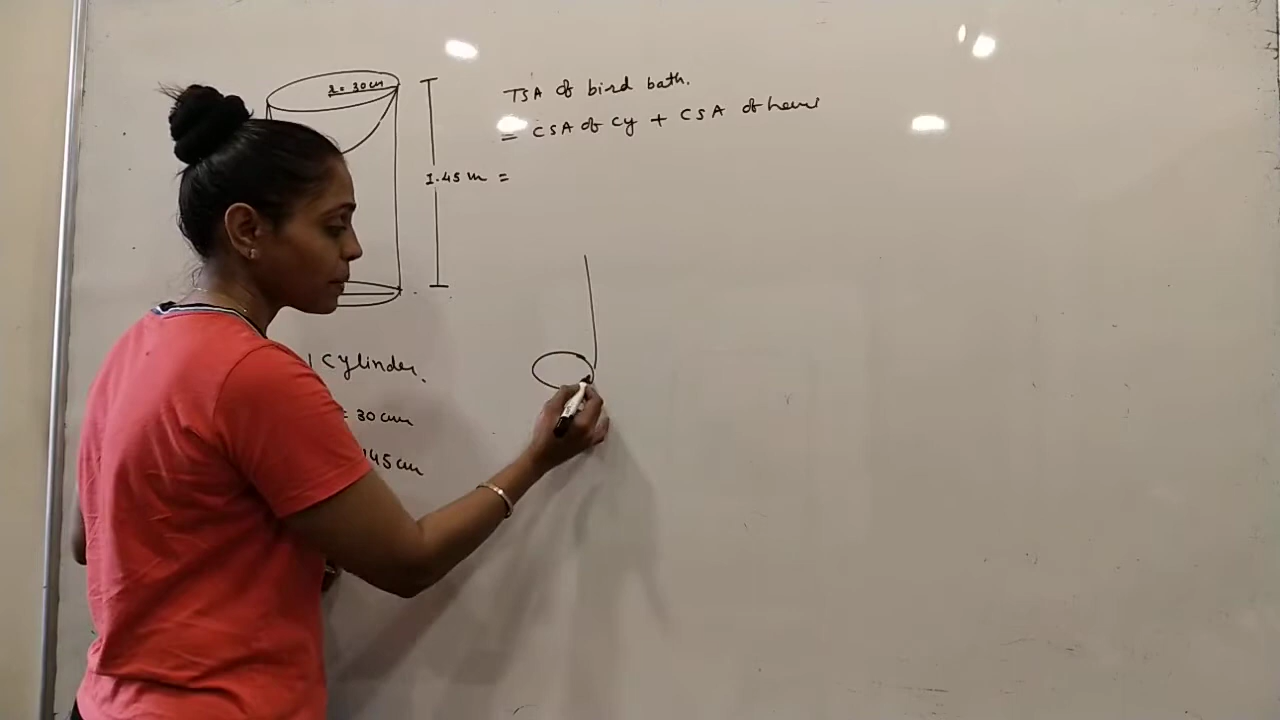 r = 30 cm
TSA of bird bath.
= CSA of Cy + CSA of hemi
1.45 m =
Cylinder.
= 30 cm
145 cm